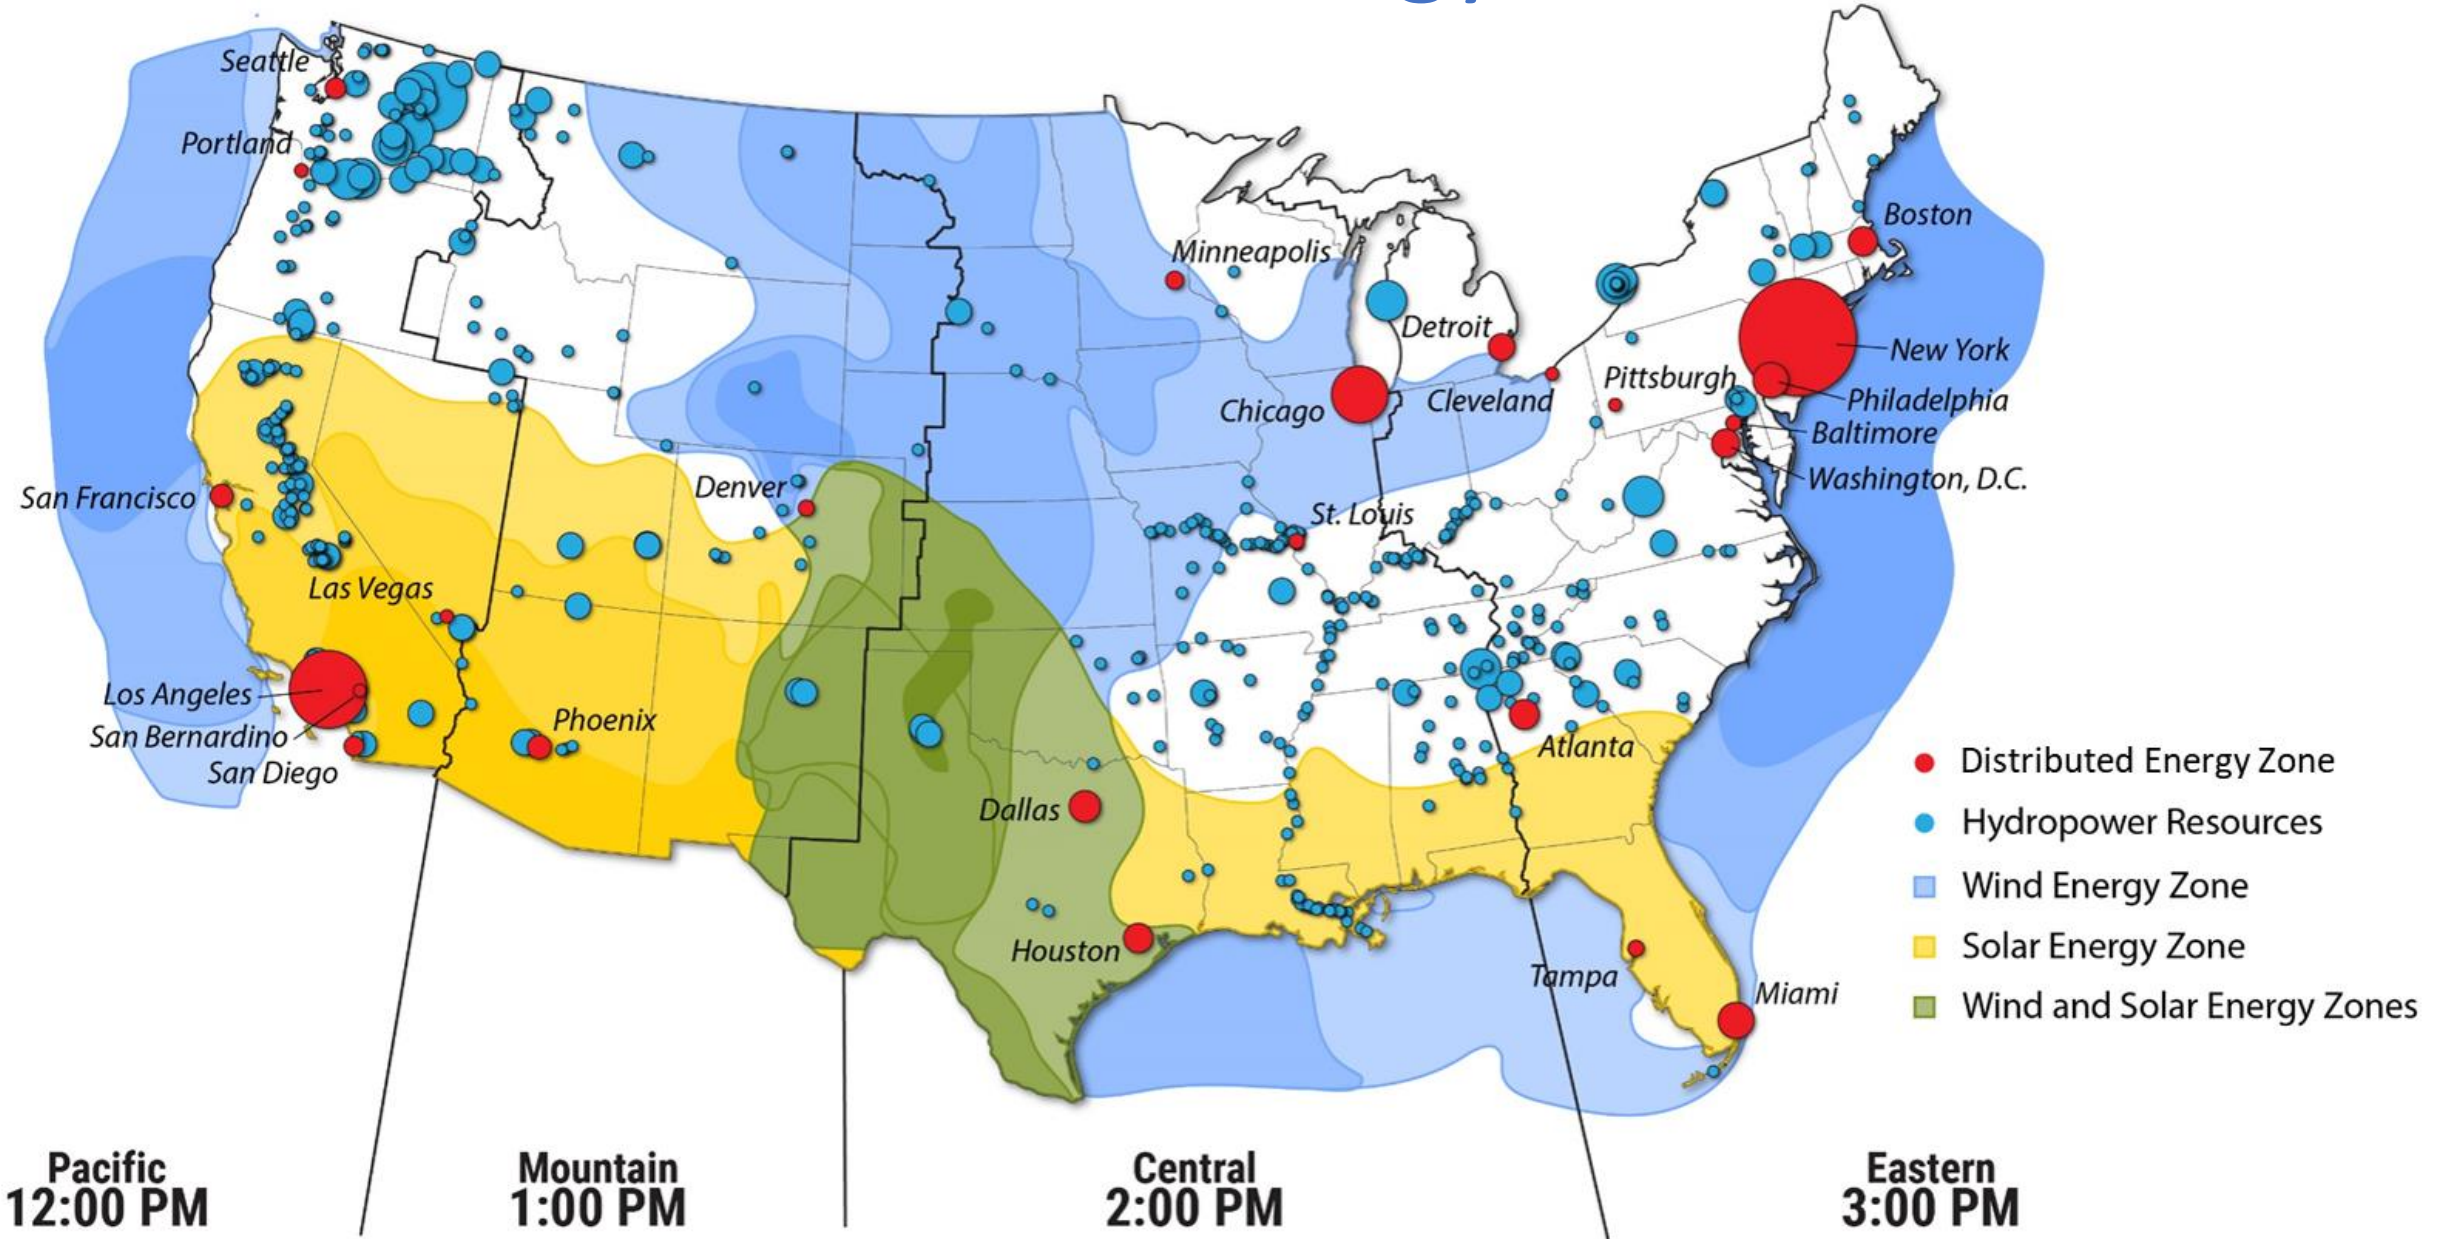 Seattle
Portland
Minneapolis
Boston
Detroit
New York
Pittsburgh
Philadelphia
Chicago
Cleveland
Baltimore
Washington, D.C.
San Francisco
Denver
St. Louis
Las Vegas
Los Angeles
San Bernardino
San Diego
Phoenix
Atlanta
Dallas
Houston
Tampa
Miami
Distributed Energy Zone
Hydropower Resources
Wind Energy Zone
Solar Energy Zone
Wind and Solar Energy Zones
Pacific
12:00 PM
Mountain
1:00 PM
Central
2:00 PM
Eastern
3:00 PM